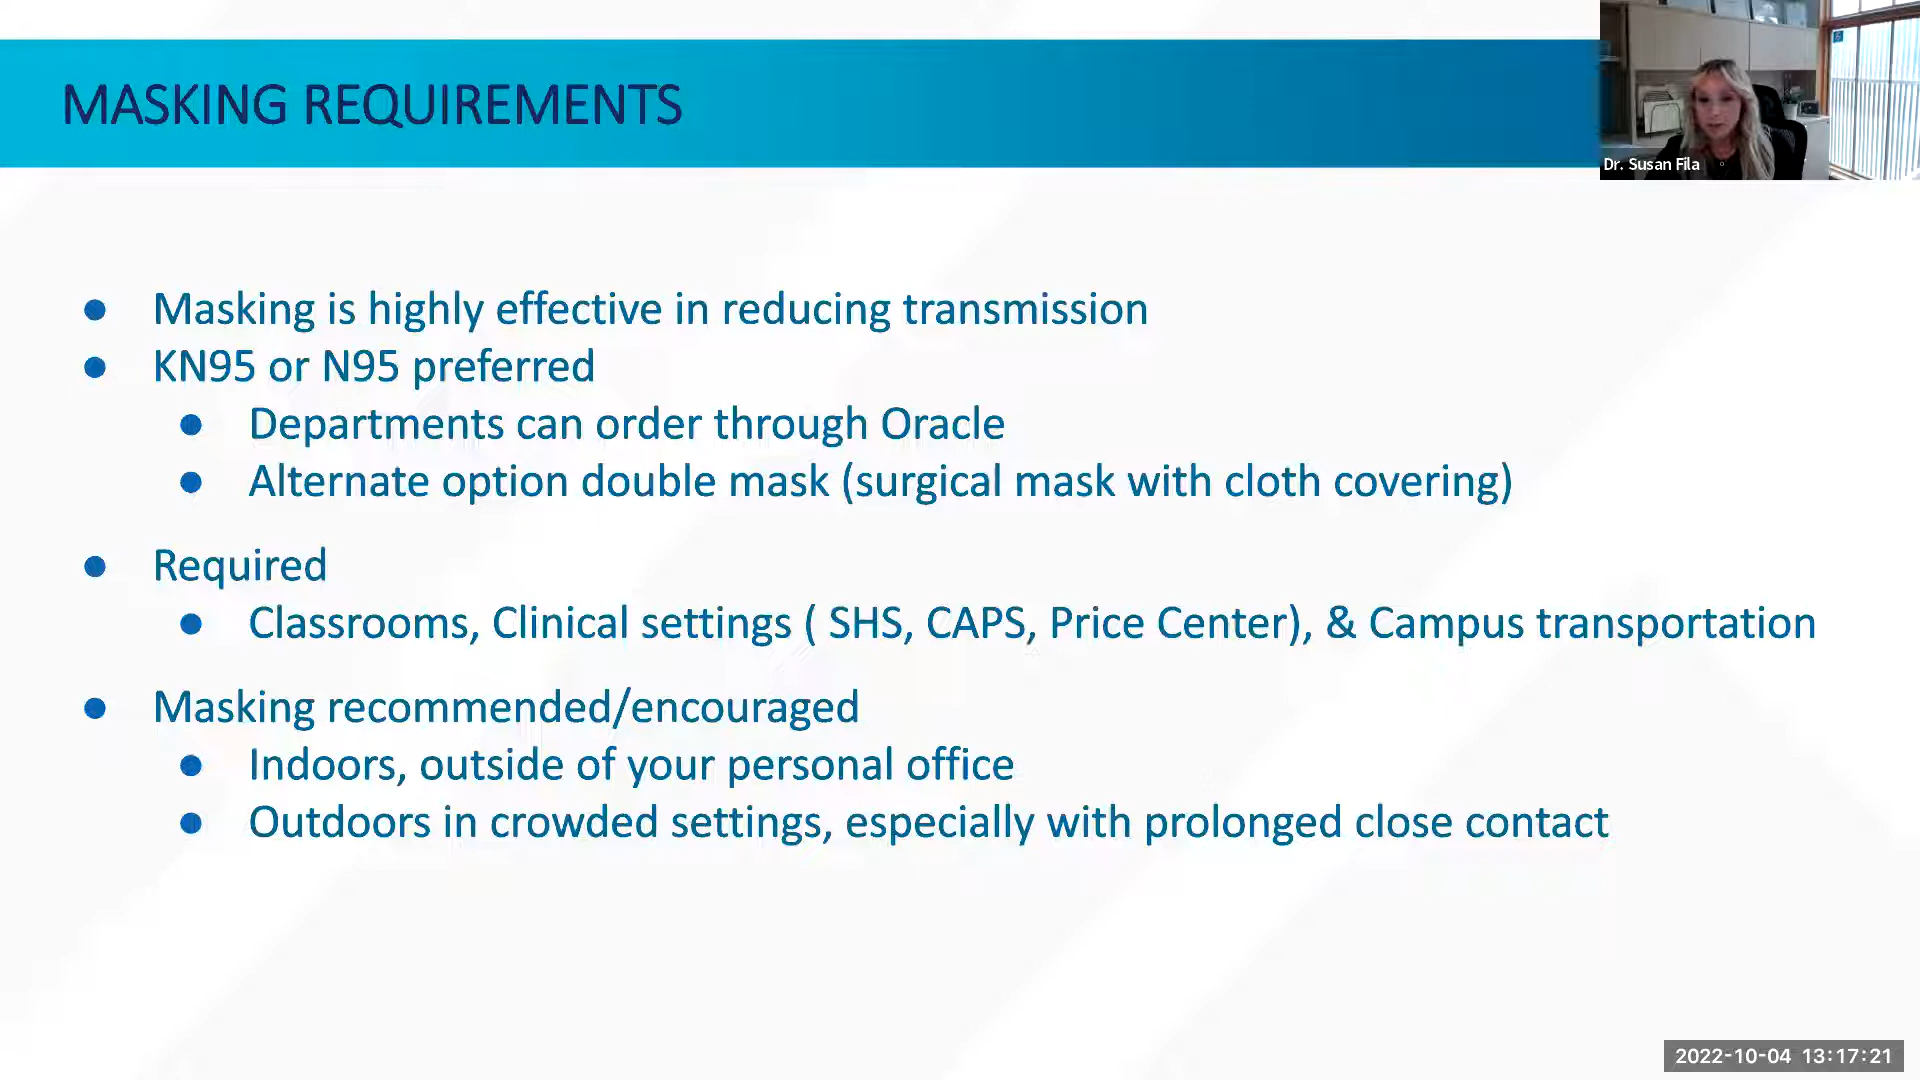 MASKING REQUIREMENTS
Dr. Susan Fila
● Masking is highly effective in reducing transmission
● KN95 or N95 preferred
● Departments can order through Oracle
● Alternate option double mask (surgical mask with cloth covering)
● Required
● Classrooms, Clinical settings ( SHS, CAPS, Price Center), & Campus transportation
● Masking recommended/encouraged
● Indoors, outside of your personal office
● Outdoors in crowded settings, especially with prolonged close contact
2022-10-04 13:17:21